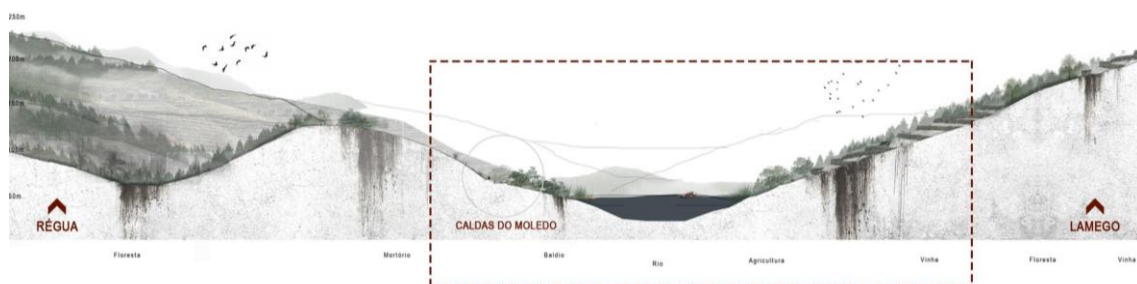 250m
200m
150m
100m
50m
RÉGUA
CALDAS DO MOLEDO
LAMEGO
Floresta
Mortório
Baldio
Rio
Agricultura
Vinha
Floresta
Vinha